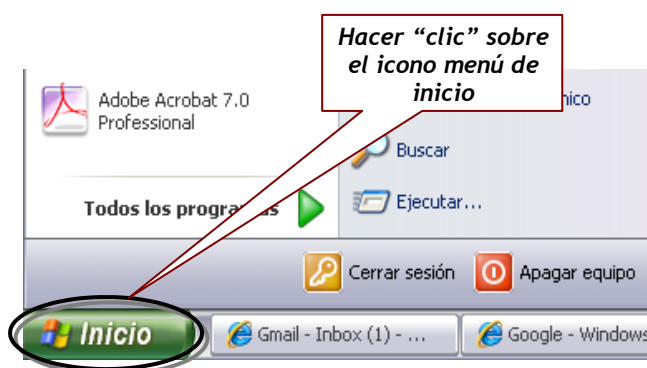 Hacer “clic” sobre
el icono menú de
inicio
Adobe Acrobat 7.0
Professional
Buscar
Todos los
Ejecutar...
Cerrar sesión
Apagar equipo
Inicio
Gmail - Inbox (1) - ...
Google - Windows